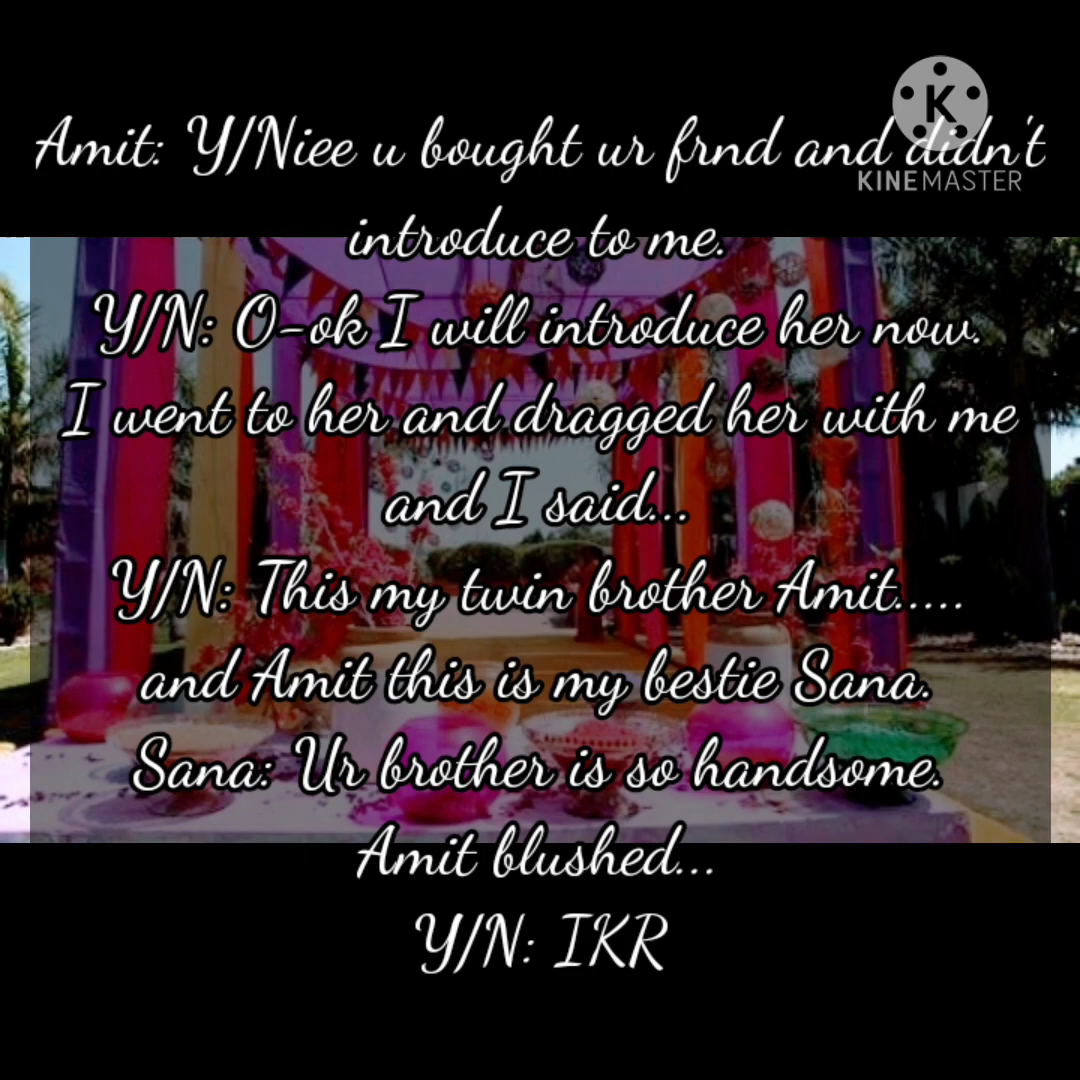 Amit: Y/Niee u bought ur frnd and didn't
introduce to me.
Y/N: O-ok I will introduce her now.
I went to her and dragged her with me
and I said...
Y/N: This my twin brother Amit.....
and Amit this is my bestie Sana.
Sana: Ur brother is so handsome.
Amit blushed...
Y/N: IKR
K
KINEMASTER